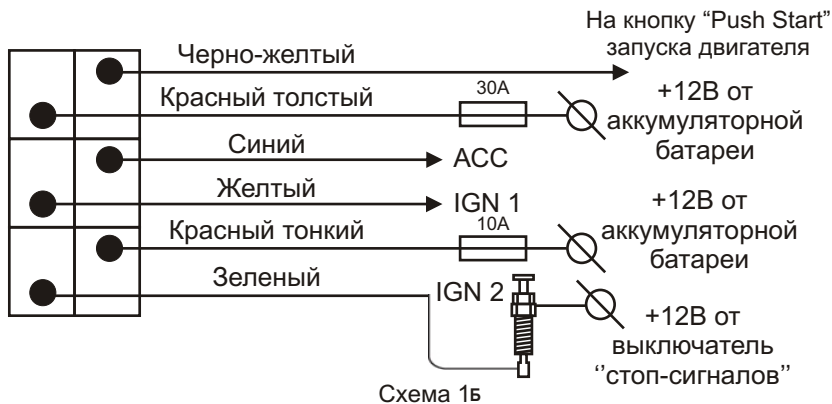 На кнопку “Push Start”
запуска двигателя
Черно-желтый
Красный толстый
30А
+12В от
аккумуляторной
батареи
Синий
ACC
Желтый
IGN 1
Красный тонкий
10А
+12В от
аккумуляторной
батареи
Зеленый
IGN 2
+12В от
выключатель
‘‘стоп-сигналов’’
Схема 1Б